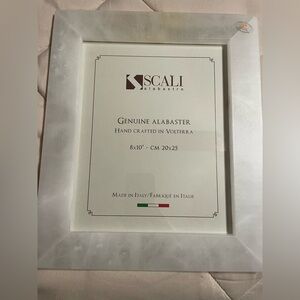 SCALI
alabastro
GENUINE ALABASTER
HAND CRAFTED IN VOLTERRA
8x10" - CM 20x25
MADE IN ITALY/FABRIQUÉ EN ITALIE